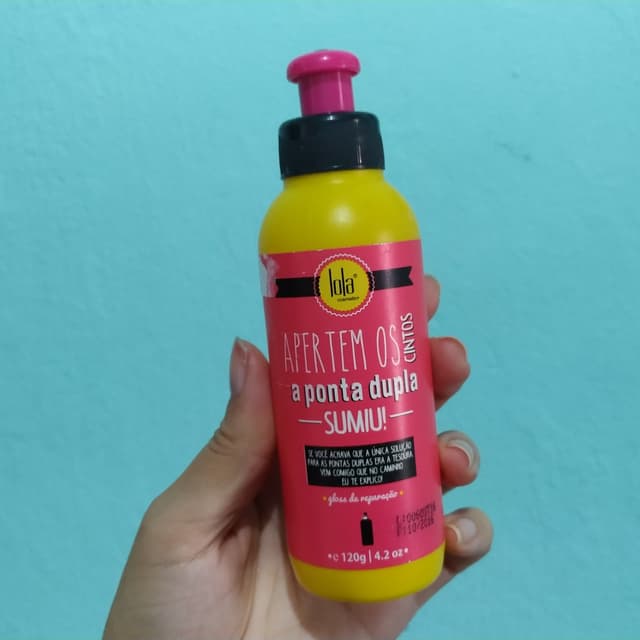 lola
cosmetics
APERTEM OS
CINTOS
a ponta dupla
SUMIU!
SE VOCÊ ACHAVA QUE A ÚNICA SOLUÇÃO
PARA AS PONTAS DUPLAS ERA A TESOURA
VEM COMIGO QUE NO CAMINHO
EU TE EXPLICO!
gloss de reparação
e 120g | 4.2 oz